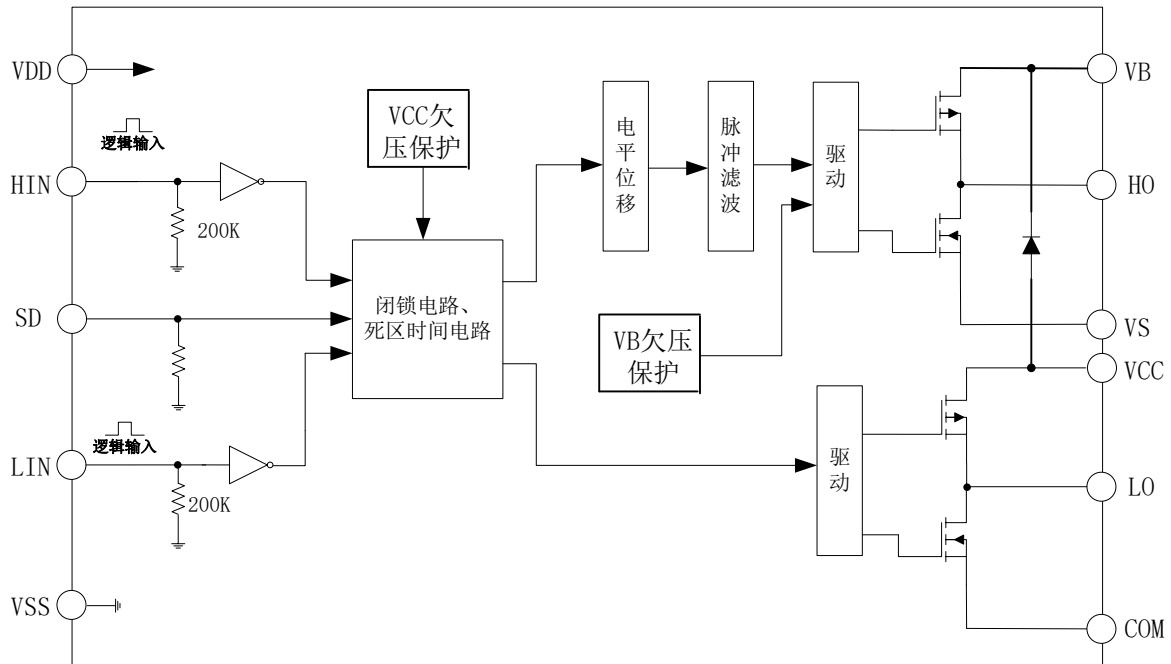 VDD
逻辑输入
HIN
200K
SD
逻辑输入
LIN
200K
VSS
VCC欠
压保护
闭锁电路、
死区时间电路
电
平
位
移
脉
冲
滤
波
驱
动
VB欠压
保护
驱
动
VB
HO
VS
VCC
LO
COM